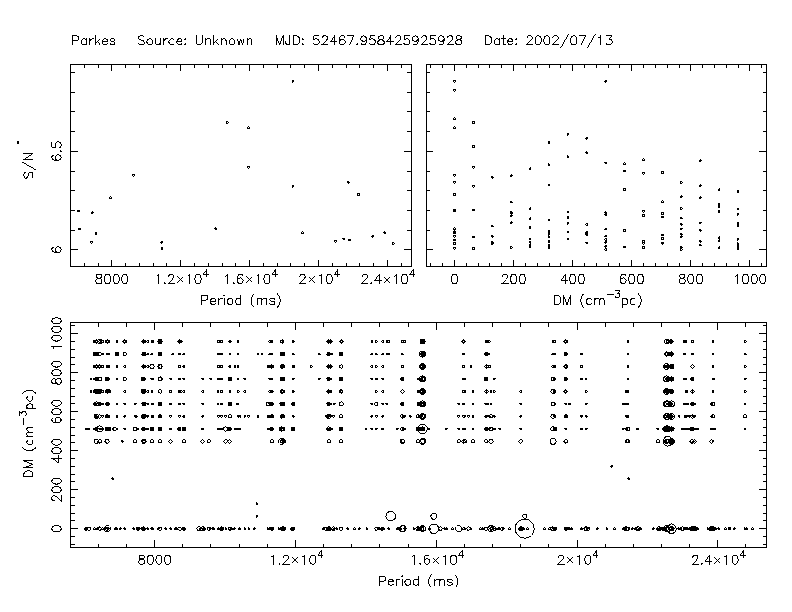 Parkes Source: Unknown MJD: 52467.958425925928 Date: 2002/07/13
S/N*
6.5
6
8000 1.2×10⁴ 1.6×10⁴ 2×10⁴ 2.4×10⁴
Period (ms)
0 200 400 600 800 1000
DM (cm⁻³pc)
DM (cm⁻³pc)
1000
800
600
400
200
0
8000 1.2×10⁴ 1.6×10⁴ 2×10⁴ 2.4×10⁴
Period (ms)